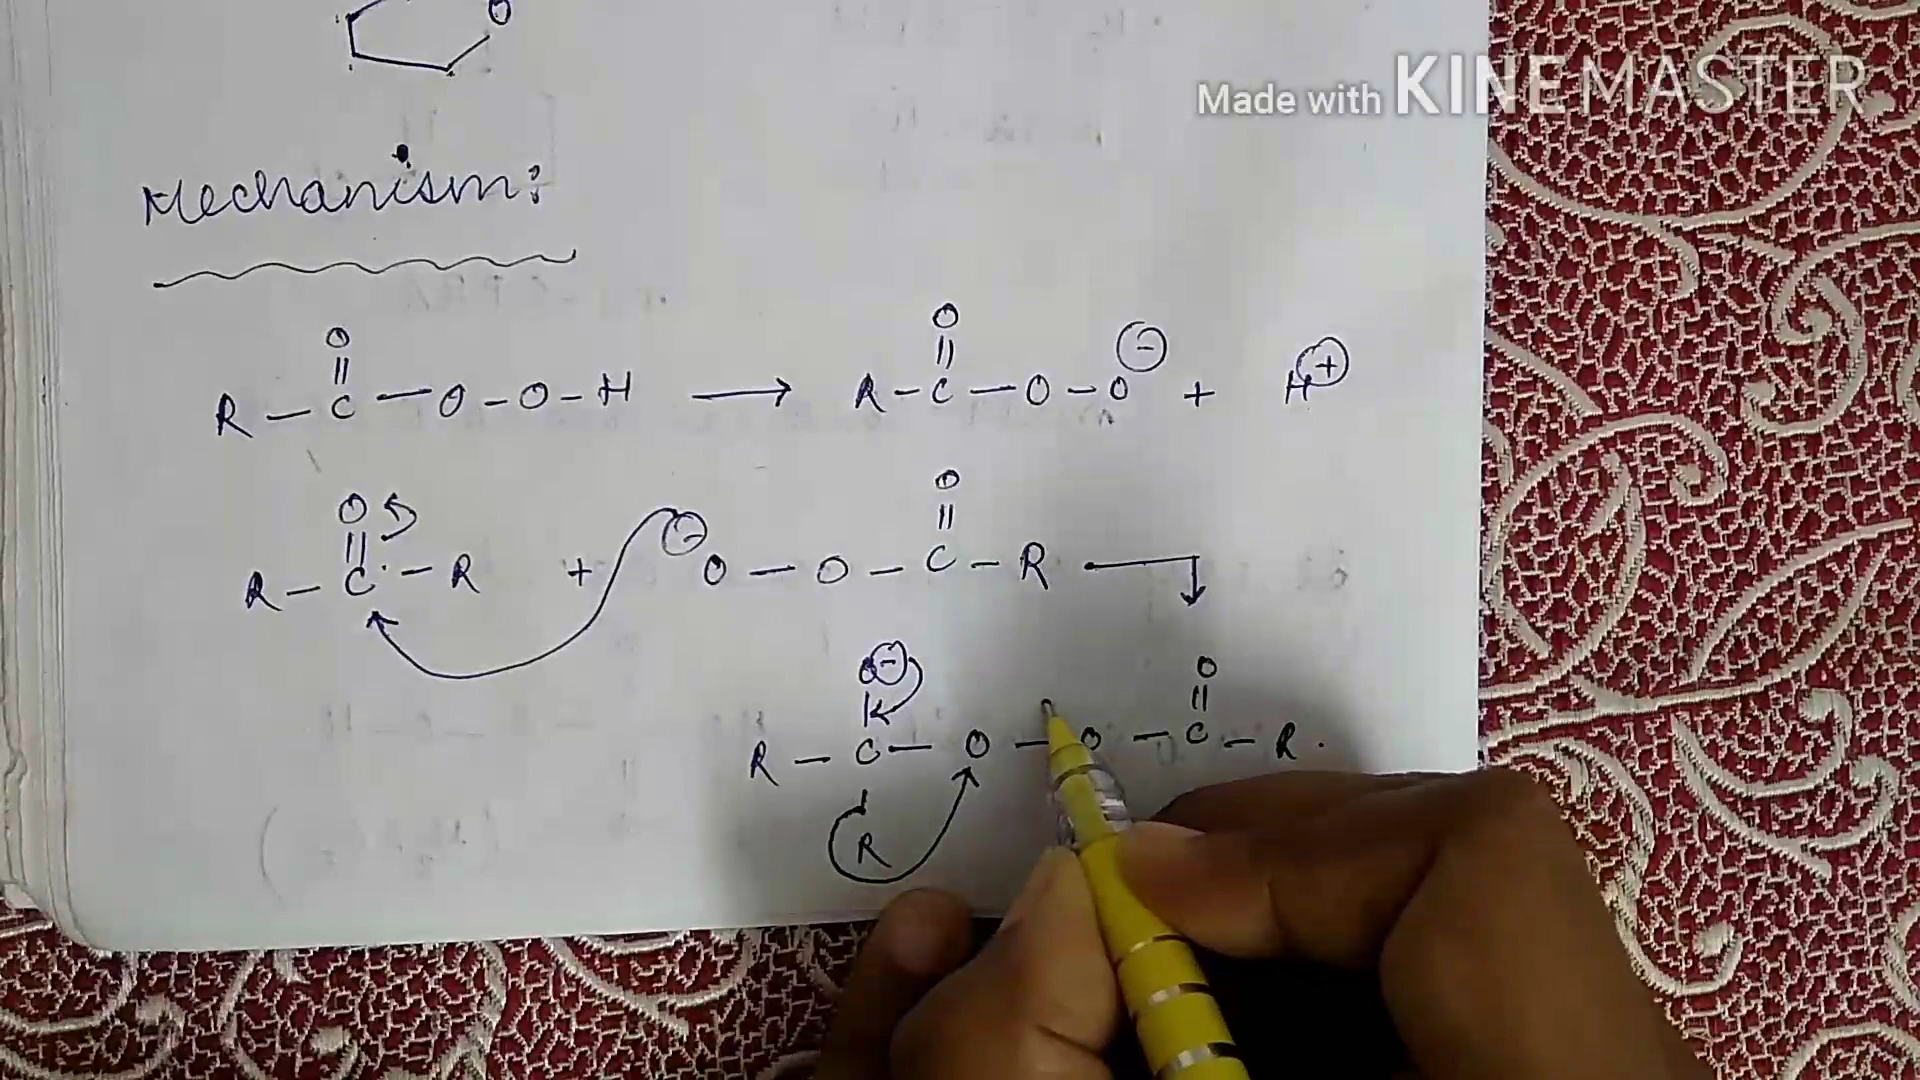 O
Made with KINEMASTER
Mechanism:
O
||
R — C — O – O – H ⟶ R – C — O – O ⊖ + H ⊕
O
||
O
||
R – C – R + ⊖ O — O – C – R ⟶
O
||
O ⊖
|
R – C – O – O – C – R .
O
||
|
R